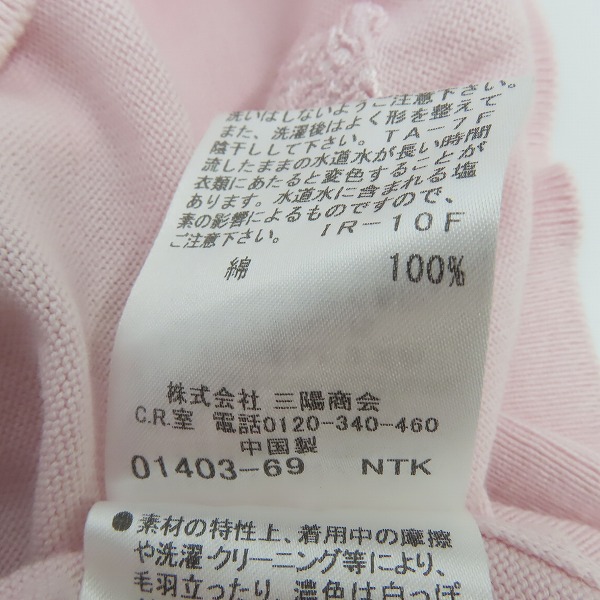 洗いはしないようご注意下さい。
また、洗濯後はよく形を整えて
陰干しして下さい。 TA-7F
流したままの水道水が長い時間
衣類にあたると変色することが
あります。水道水に含まれる塩
素の影響によるものですので、
ご注意下さい。 IR-10F
綿 100%
株式会社 三陽商会
C.R.室 電話0120-340-460
中国製
01403-69 NTK
●素材の特性上、着用中の摩擦
や洗濯・クリーニング等により、
毛羽立ったり、濃色は白っぽ